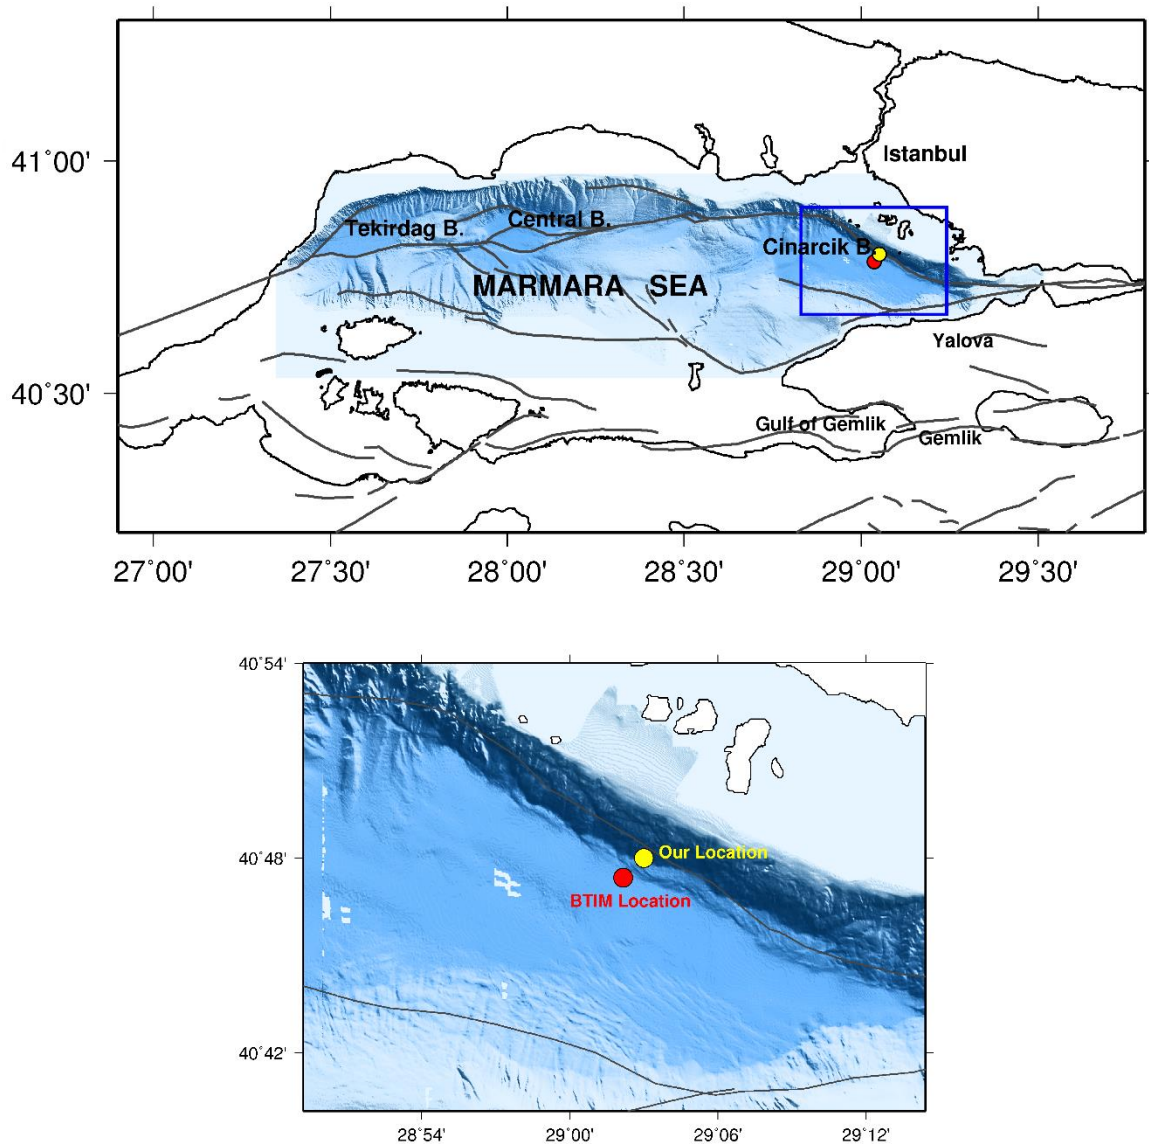 41°00'
Istanbul
Tekirdag B.
Central B.
Cinarcik B.
MARMARA SEA
Yalova
40°30'
Gulf of Gemlik
Gemlik
27°00'
27°30'
28°00'
28°30'
29°00'
29°30'
40°54'
40°48'
Our Location
BTIM Location
40°42'
28°54'
29°00'
29°06'
29°12'